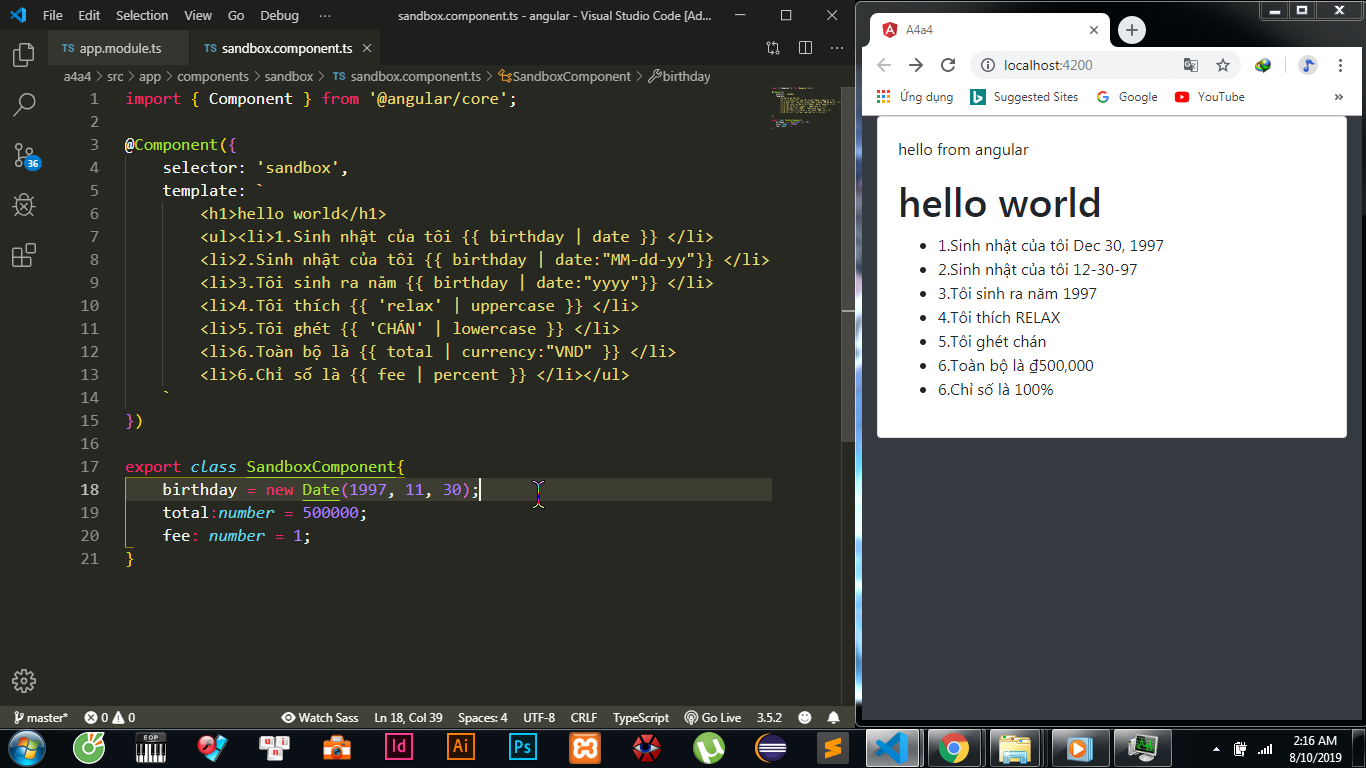 File Edit Selection View Go Debug ··· sandbox.component.ts - angular - Visual Studio Code [Ad...
TS app.module.ts TS sandbox.component.ts
a4a4 > src > app > components > sandbox > TS sandbox.component.ts > SandboxComponent > birthday
1 import { Component } from '@angular/core';
2
3 @Component({
4 selector: 'sandbox',
5 template: `
6 <h1>hello world</h1>
7 <ul><li>1.Sinh nhật của tôi {{ birthday | date }} </li>
8 <li>2.Sinh nhật của tôi {{ birthday | date:"MM-dd-yy"}} </li>
9 <li>3.Tôi sinh ra năm {{ birthday | date:"yyyy"}} </li>
10 <li>4.Tôi thích {{ 'relax' | uppercase }} </li>
11 <li>5.Tôi ghét {{ 'CHÁN' | lowercase }} </li>
12 <li>6.Toàn bộ là {{ total | currency:"VND" }} </li>
13 <li>6.Chỉ số là {{ fee | percent }} </li></ul>
14 `
15 })
16
17 export class SandboxComponent{
18 birthday = new Date(1997, 11, 30);
19 total:number = 500000;
20 fee: number = 1;
21 }
36
master* 0 0 Watch Sass Ln 18, Col 39 Spaces: 4 UTF-8 CRLF TypeScript Go Live 3.5.2
A4a4
localhost:4200
Ứng dụng Suggested Sites Google YouTube »
hello from angular
hello world
1.Sinh nhật của tôi Dec 30, 1997
2.Sinh nhật của tôi 12-30-97
3.Tôi sinh ra năm 1997
4.Tôi thích RELAX
5.Tôi ghét chán
6.Toàn bộ là ₫500,000
6.Chỉ số là 100%
EOP
Id Ai Ps
2:16 AM
8/10/2019